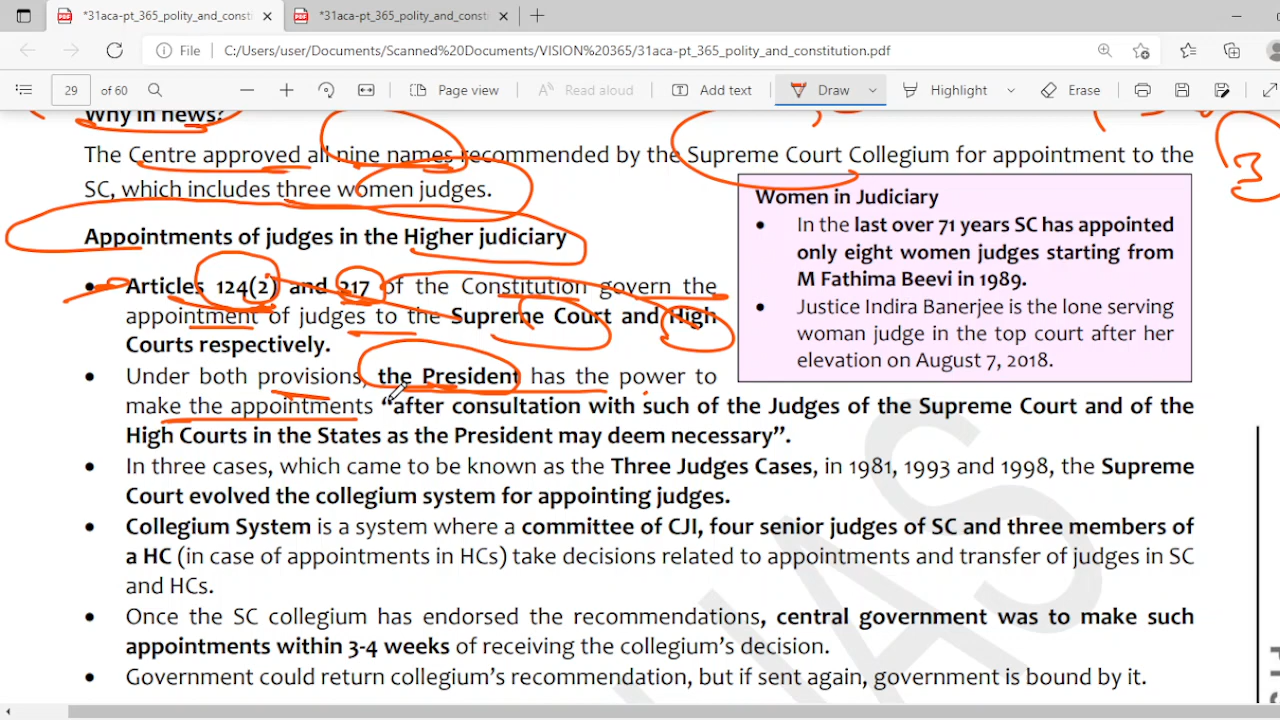 *31aca-pt_365_polity_and_const
*31aca-pt_365_polity_and_const
File
C:/Users/user/Documents/Scanned%20Documents/VISION%20365/31aca-pt_365_polity_and_constitution.pdf
29 of 60
Page view
Read aloud
Add text
Draw
Highlight
Erase
Why in news?
3
The Centre approved all nine names recommended by the Supreme Court Collegium for appointment to the
SC, which includes three women judges.
Women in Judiciary
• In the last over 71 years SC has appointed
only eight women judges starting from
M Fathima Beevi in 1989.
• Justice Indira Banerjee is the lone serving
woman judge in the top court after her
elevation on August 7, 2018.
Appointments of judges in the Higher judiciary
• Articles 124(2) and 217 of the Constitution govern the
appointment of judges to the Supreme Court and High
Courts respectively.
• Under both provisions, the President has the power to
make the appointments “after consultation with such of the Judges of the Supreme Court and of the
High Courts in the States as the President may deem necessary”.
• In three cases, which came to be known as the Three Judges Cases, in 1981, 1993 and 1998, the Supreme
Court evolved the collegium system for appointing judges.
• Collegium System is a system where a committee of CJI, four senior judges of SC and three members of
a HC (in case of appointments in HCs) take decisions related to appointments and transfer of judges in SC
and HCs.
• Once the SC collegium has endorsed the recommendations, central government was to make such
appointments within 3-4 weeks of receiving the collegium’s decision.
• Government could return collegium’s recommendation, but if sent again, government is bound by it.
IAS